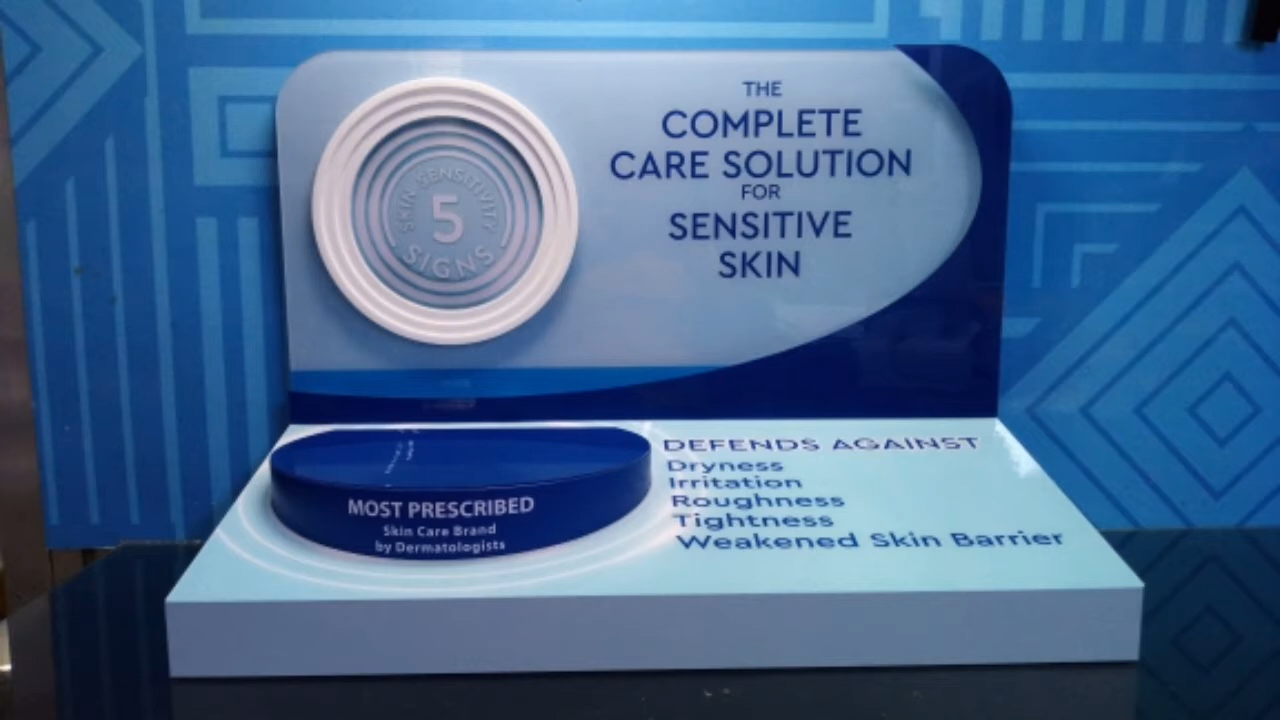 SKIN SENSITIVITY
5
SIGNS
THE
COMPLETE
CARE SOLUTION
FOR
SENSITIVE
SKIN
MOST PRESCRIBED
Skin Care Brand
by Dermatologists
DEFENDS AGAINST
Dryness
Irritation
Roughness
Tightness
Weakened Skin Barrier